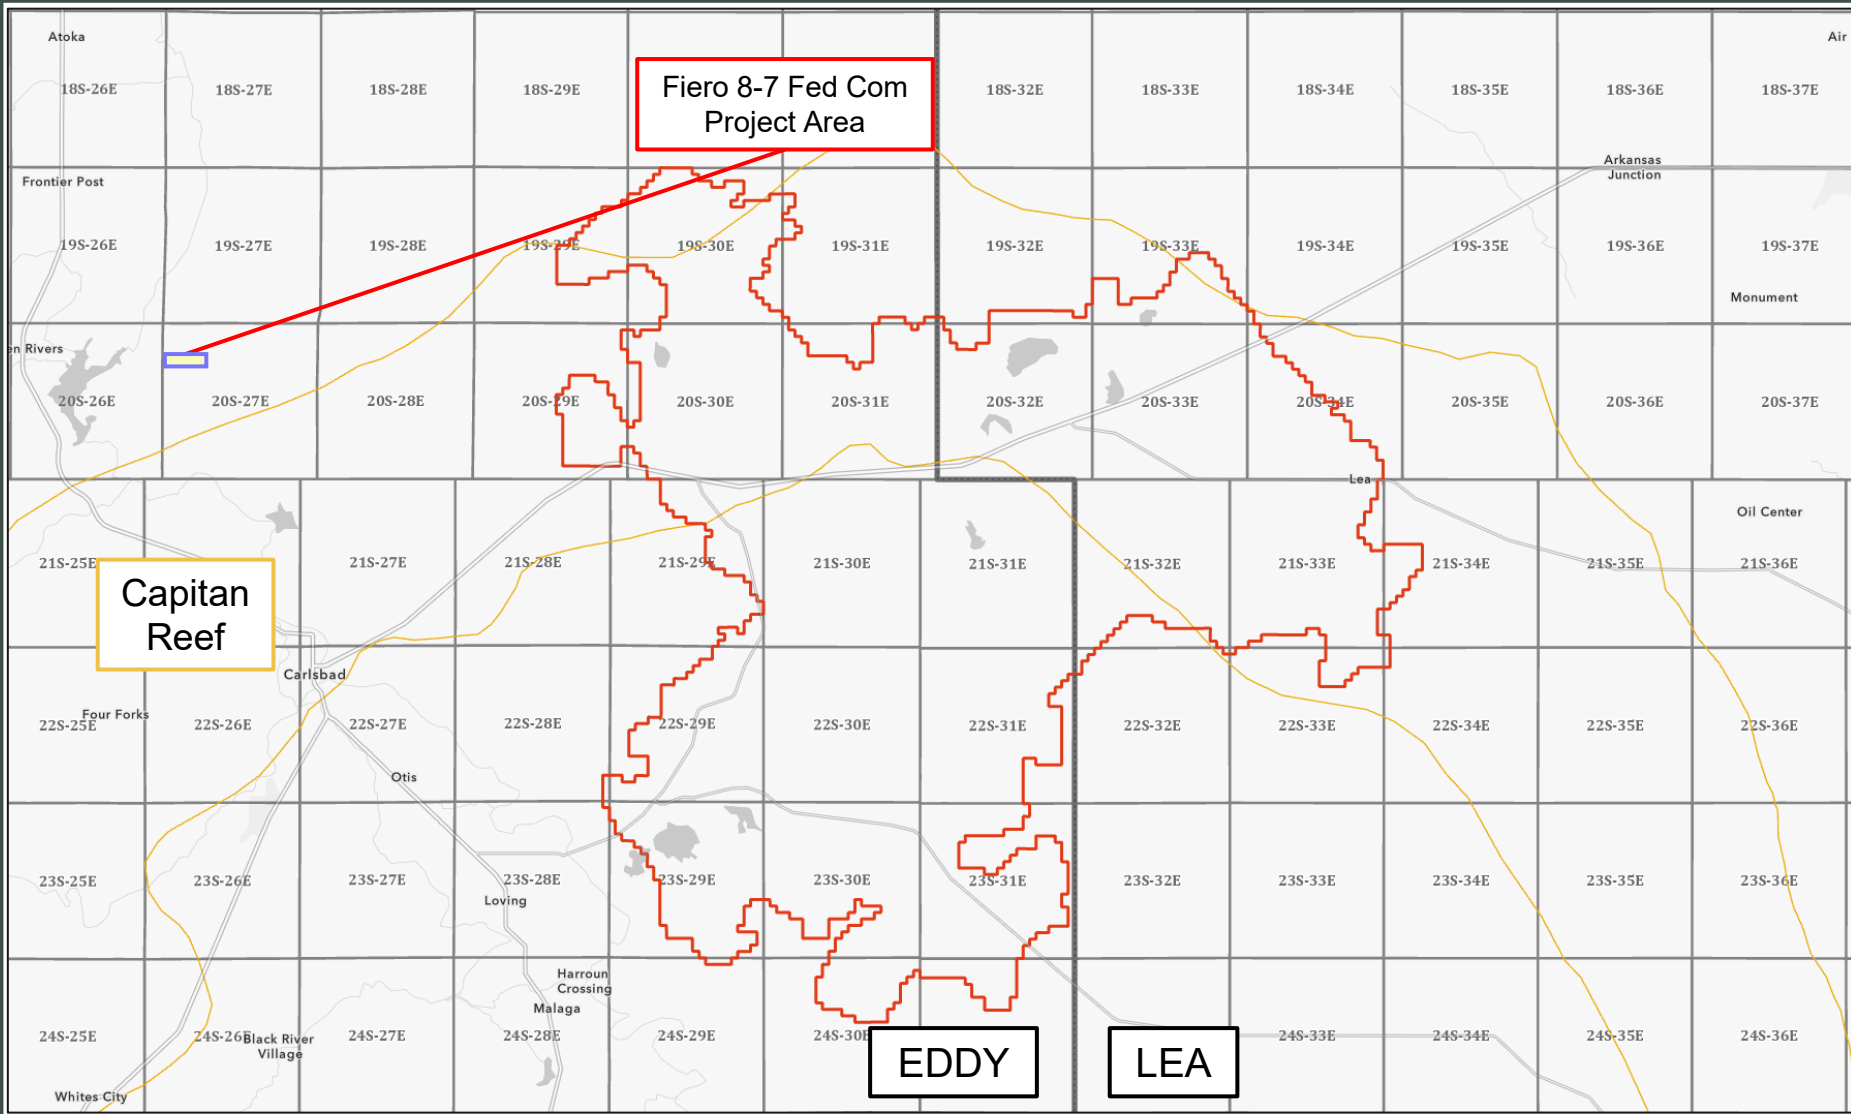 Atoka
Air
18S-26E
18S-27E
18S-28E
18S-29E
Fiero 8-7 Fed Com
Project Area
18S-32E
18S-33E
18S-34E
18S-35E
18S-36E
18S-37E
Arkansas
Junction
Frontier Post
19S-26E
19S-27E
19S-28E
19S-29E
19S-30E
19S-31E
19S-32E
19S-33E
19S-34E
19S-35E
19S-36E
19S-37E
Monument
en Rivers
20S-26E
20S-27E
20S-28E
20S-29E
20S-30E
20S-31E
20S-32E
20S-33E
20S-34E
20S-35E
20S-36E
20S-37E
Lea
Oil Center
21S-25E
21S-27E
21S-28E
21S-29E
21S-30E
21S-31E
21S-32E
21S-33E
21S-34E
21S-35E
21S-36E
Capitan
Reef
Carlsbad
Four Forks
22S-25E
22S-26E
22S-27E
22S-28E
22S-29E
22S-30E
22S-31E
22S-32E
22S-33E
22S-34E
22S-35E
22S-36E
Otis
23S-25E
23S-26E
23S-27E
23S-28E
23S-29E
23S-30E
23S-31E
23S-32E
23S-33E
23S-34E
23S-35E
23S-36E
Loving
Harroun
Crossing
Malaga
24S-25E
24S-26E
Black River
Village
24S-27E
24S-28E
24S-29E
24S-30E
EDDY
LEA
24S-33E
24S-34E
24S-35E
24S-36E
Whites City